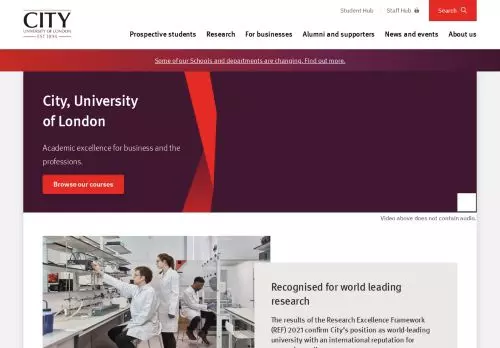 CITY
UNIVERSITY OF LONDON
EST 1894
Student Hub
Staff Hub
Search
Prospective students
Research
For businesses
Alumni and supporters
News and events
About us
Some of our Schools and departments are changing. Find out more.
City, University
of London
Academic excellence for business and the
professions.
Browse our courses
Video above does not contain audio.
Recognised for world leading
research
The results of the Research Excellence Framework
(REF) 2021 confirm City's position as world-leading
university with an international reputation for